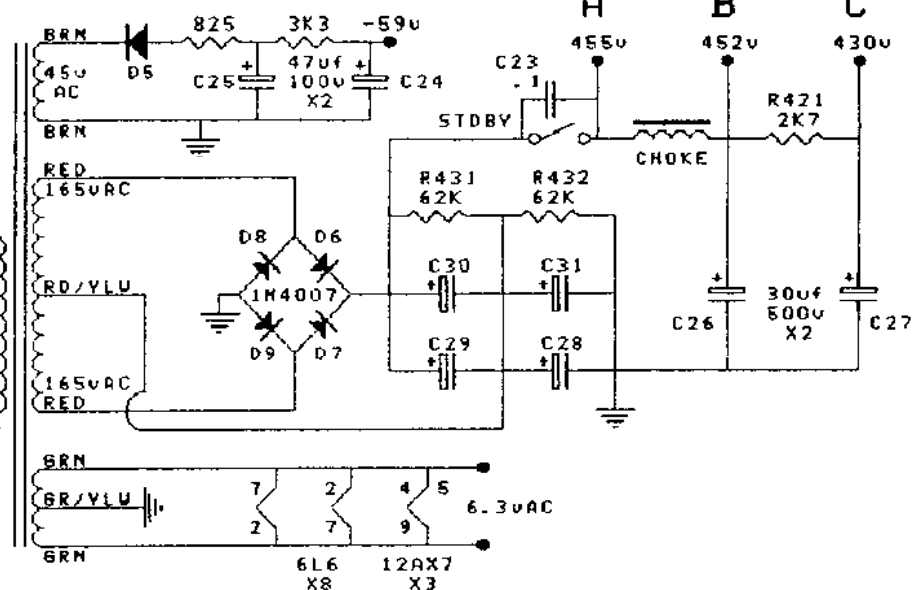 A B C
BRN 825 3K3 -59v 455v 452v 430v
45v AC D5 C25 + 47uf 100v X2 + C24 C23 .1 R421 2K7
STDBY CHOKE
BRN
RED
165vAC
R431 62K R432 62K
D8 D6
RD/YLW 1N4007 + C30 + C31 + C26 30uf 500v X2 + C27
D9 D7 + C29 + C28
165vAC
RED
GRN
GR/YLW 7 2 2 7 4 5 9 6.3vAC
GRN
6L6 X8 12AX7 X3